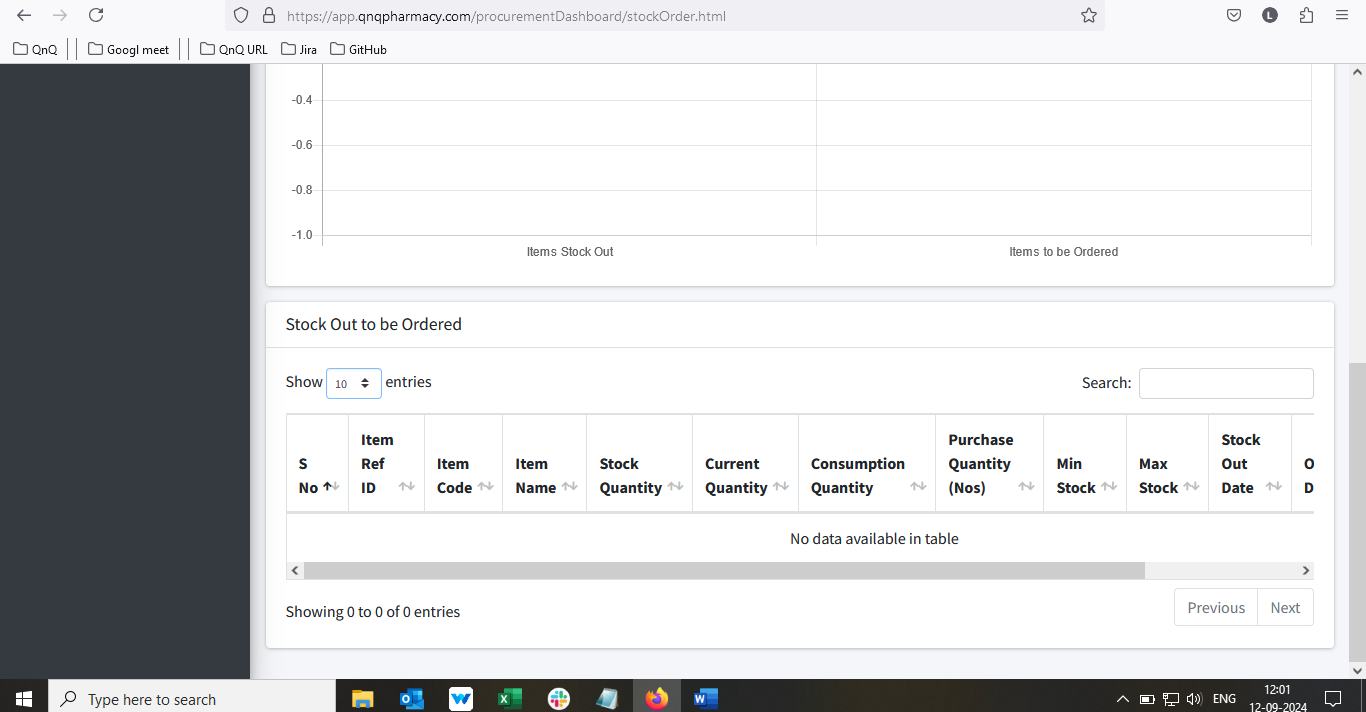 https://app.qnqpharmacy.com/procurementDashboard/stockOrder.html
L
QnQ
Googl meet
QnQ URL
Jira
GitHub
-0.4
-0.6
-0.8
-1.0
Items Stock Out
Items to be Ordered
Stock Out to be Ordered
Show 10 entries
Search:
S No
Item Ref ID
Item Code
Item Name
Stock Quantity
Current Quantity
Consumption Quantity
Purchase Quantity (Nos)
Min Stock
Max Stock
Stock Out Date
O
D
No data available in table
Showing 0 to 0 of 0 entries
Previous
Next
Type here to search
ENG
12:01
12-09-2024